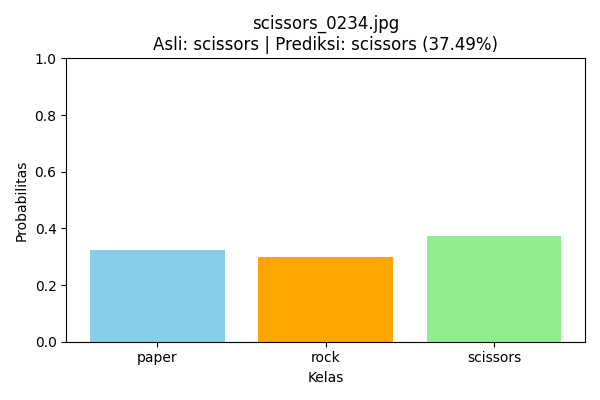 scissors_0234.jpg
Asli: scissors | Prediksi: scissors (37.49%)
1.0
0.8
0.6
0.4
0.2
0.0
Probabilitas
paper rock scissors
Kelas